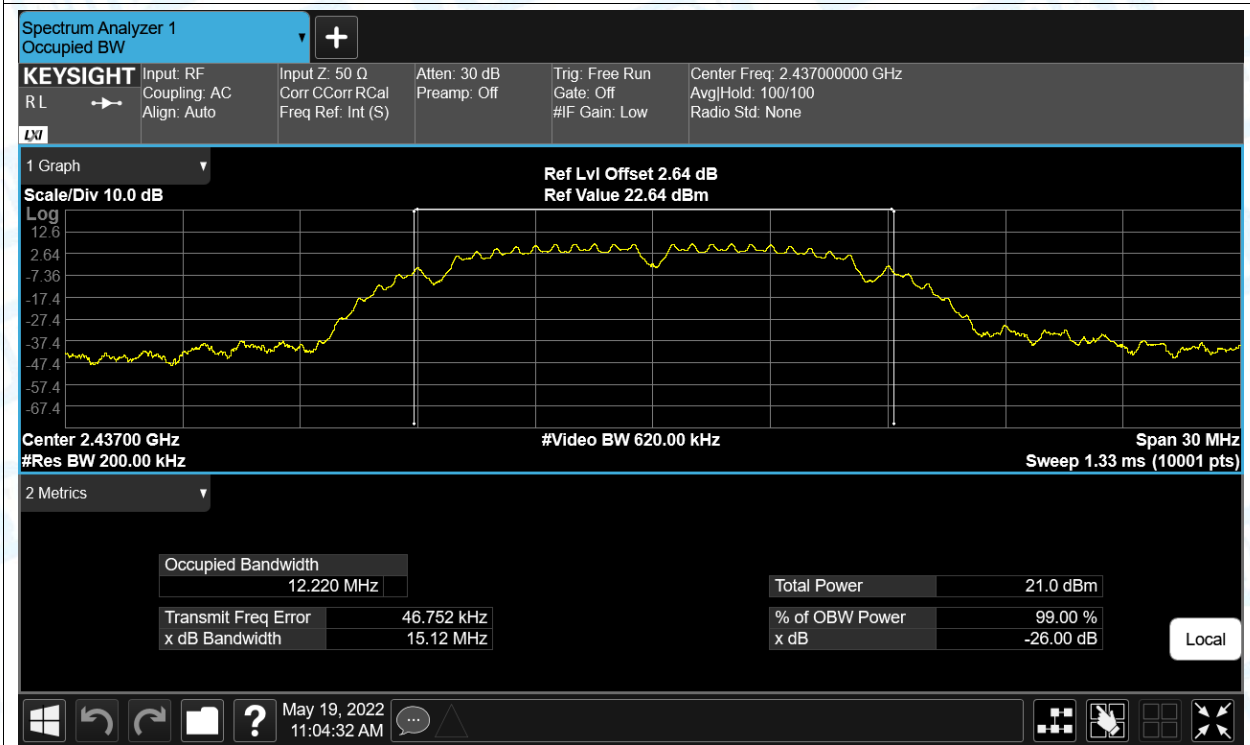 Spectrum Analyzer 1
Occupied BW
+
KEYSIGHT Input: RF Input Z: 50 Ω Atten: 30 dB Trig: Free Run Center Freq: 2.437000000 GHz
R L Coupling: AC Corr CCorr RCal Preamp: Off Gate: Off Avg|Hold: 100/100
Align: Auto Freq Ref: Int (S) #IF Gain: Low Radio Std: None
LXI
1 Graph
Ref Lvl Offset 2.64 dB
Scale/Div 10.0 dB Ref Value 22.64 dBm
Log
12.6
2.64
-7.36
-17.4
-27.4
-37.4
-47.4
-57.4
-67.4
Center 2.43700 GHz #Video BW 620.00 kHz Span 30 MHz
#Res BW 200.00 kHz Sweep 1.33 ms (10001 pts)
2 Metrics
Occupied Bandwidth
12.220 MHz
Total Power 21.0 dBm
Transmit Freq Error 46.752 kHz % of OBW Power 99.00 %
x dB Bandwidth 15.12 MHz x dB -26.00 dB
Local
? May 19, 2022
11:04:32 AM